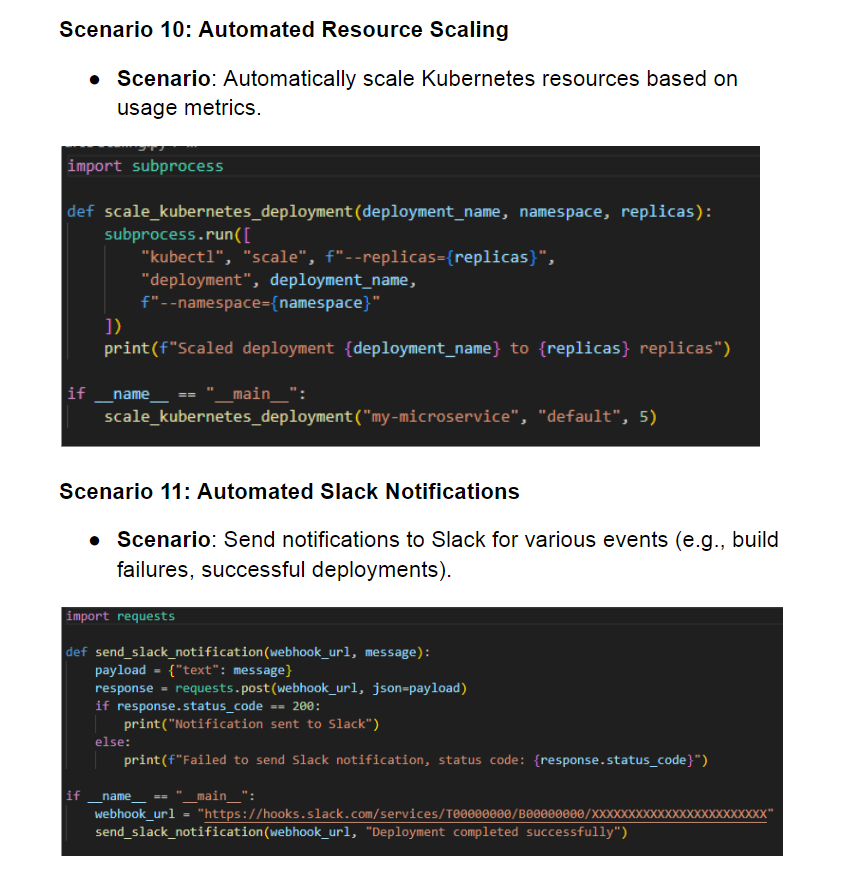 Scenario 10: Automated Resource Scaling
● Scenario: Automatically scale Kubernetes resources based on
usage metrics.
import subprocess
def scale_kubernetes_deployment(deployment_name, namespace, replicas):
    subprocess.run([
        "kubectl", "scale", f"--replicas={replicas}",
        "deployment", deployment_name,
        f"--namespace={namespace}"
    ])
    print(f"Scaled deployment {deployment_name} to {replicas} replicas")
if __name__ == "__main__":
    scale_kubernetes_deployment("my-microservice", "default", 5)
Scenario 11: Automated Slack Notifications
● Scenario: Send notifications to Slack for various events (e.g., build
failures, successful deployments).
import requests
def send_slack_notification(webhook_url, message):
    payload = {"text": message}
    response = requests.post(webhook_url, json=payload)
    if response.status_code == 200:
        print("Notification sent to Slack")
    else:
        print(f"Failed to send Slack notification, status code: {response.status_code}")
if __name__ == "__main__":
    webhook_url = "https://hooks.slack.com/services/T00000000/B00000000/XXXXXXXXXXXXXXXXXXXXXXXX"
    send_slack_notification(webhook_url, "Deployment completed successfully")